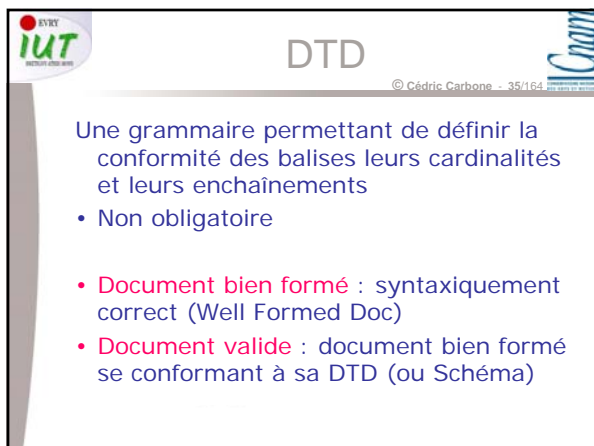 EVRY
IUT
DTD
Cnam
© Cédric Carbone - 35/164
Une grammaire permettant de définir la
conformité des balises leurs cardinalités
et leurs enchaînements
• Non obligatoire
• Document bien formé : syntaxiquement
correct (Well Formed Doc)
• Document valide : document bien formé
se conformant à sa DTD (ou Schéma)